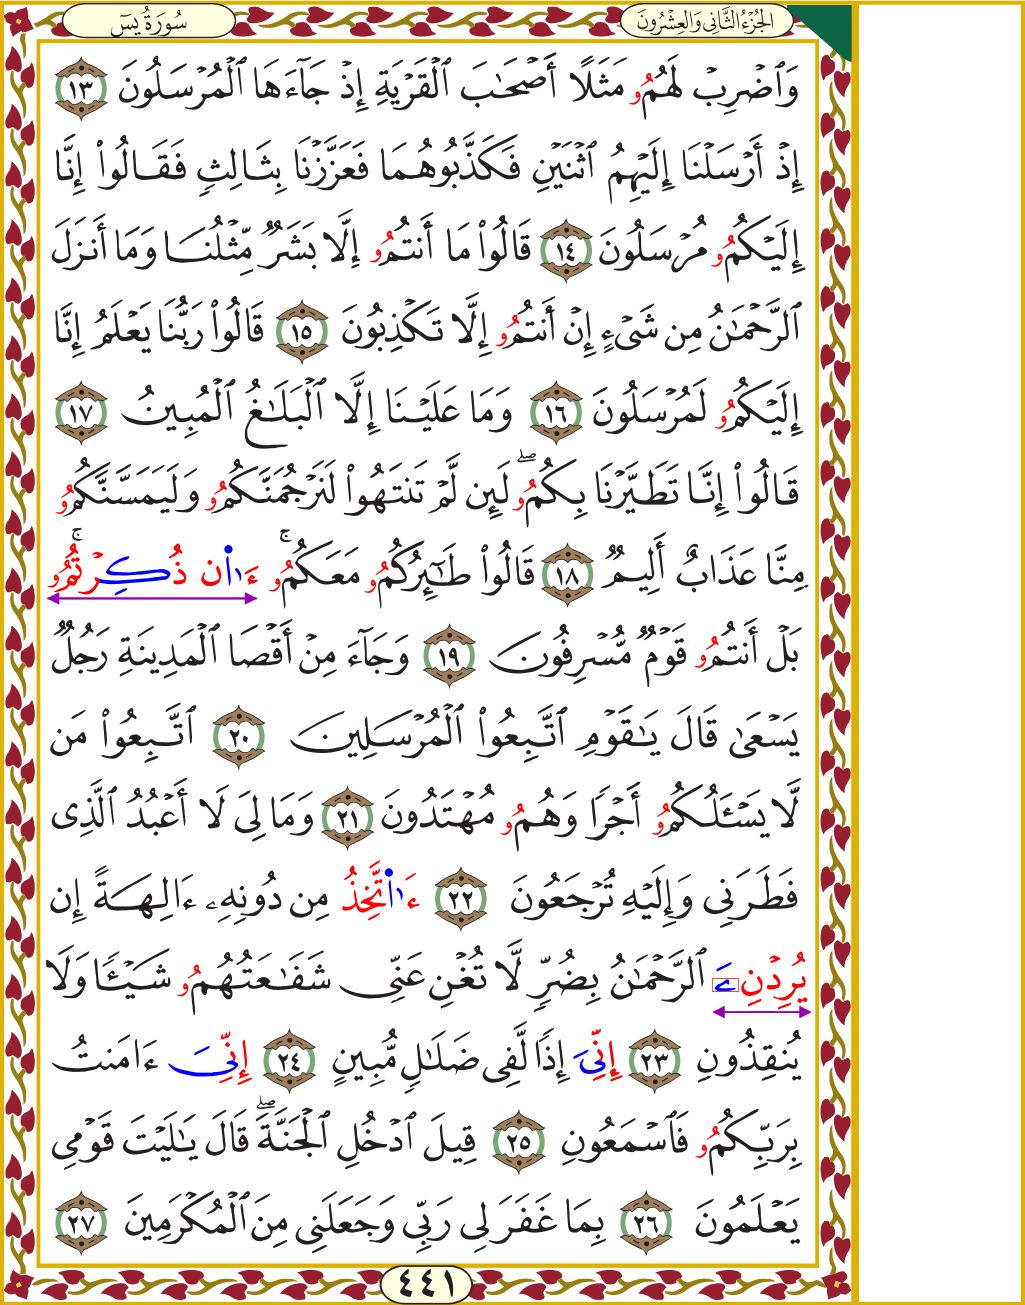 الجُزْءُ الثَّانِي وَالعِشْرُونَ
سُورَةُ يسٓ
وَٱضْرِبْ لَهُمُۥ مَثَلًا أَصْحَٰبَ ٱلْقَرْيَةِ إِذْ جَآءَهَا ٱلْمُرْسَلُونَ ١٣
إِذْ أَرْسَلْنَا إِلَيْهِمُ ٱثْنَيْنِ فَكَذَّبُوهُمَا فَعَزَّزْنَا بِثَالِثٍ فَقَالُوا۟ إِنَّا
إِلَيْكُمُۥ مُرْسَلُونَ ١٤ قَالُوا۟ مَا أَنتُمُۥ إِلَّا بَشَرٌ مِّثْلُنَا وَمَا أَنزَلَ
ٱلرَّحْمَٰنُ مِن شَىْءٍ إِنْ أَنتُمُۥ إِلَّا تَكْذِبُونَ ١٥ قَالُوا۟ رَبُّنَا يَعْلَمُ إِنَّا
إِلَيْكُمُۥ لَمُرْسَلُونَ ١٦ وَمَا عَلَيْنَا إِلَّا ٱلْبَلَٰغُ ٱلْمُبِينُ ١٧
قَالُوا۟ إِنَّا تَطَيَّرْنَا بِكُمُۥۖ لَئِن لَّمْ تَنتَهُوا۟ لَنَرْجُمَنَّكُمُۥ وَلَيَمَسَّنَّكُمُۥ
مِنَّا عَذَابٌ أَلِيمٌ ١٨ قَالُوا۟ طَٰٓئِرُكُمُۥ مَعَكُمُۥۚ ءَا۬ن ذُكِرْتُمُۥۚ
بَلْ أَنتُمُۥ قَوْمٌ مُّسْرِفُونَ ١٩ وَجَآءَ مِنْ أَقْصَا ٱلْمَدِينَةِ رَجُلٌ
يَسْعَىٰ قَالَ يَٰقَوْمِ ٱتَّبِعُوا۟ ٱلْمُرْسَلِينَ ٢٠ ٱتَّبِعُوا۟ مَن
لَّا يَسْـَٔلُكُمُۥ أَجْرًا وَهُمُۥ مُهْتَدُونَ ٢١ وَمَا لِىَ لَا أَعْبُدُ ٱلَّذِى
فَطَرَنِى وَإِلَيْهِ تُرْجَعُونَ ٢٢ ءَا۬تَّخِذُ مِن دُونِهِۦ ءَالِهَةً إِن
يُرِدْنِۦَ ٱلرَّحْمَٰنُ بِضُرٍّ لَّا تُغْنِ عَنِّى شَفَٰعَتُهُمُۥ شَيْـًٔا وَلَا
يُنقِذُونِ ٢٣ إِنِّىَ إِذًا لَّفِى ضَلَٰلٍ مُّبِينٍ ٢٤ إِنِّىَ ءَامَنتُ
بِرَبِّكُمُۥ فَٱسْمَعُونِ ٢٥ قِيلَ ٱدْخُلِ ٱلْجَنَّةَۖ قَالَ يَٰلَيْتَ قَوْمِى
يَعْلَمُونَ ٢٦ بِمَا غَفَرَ لِى رَبِّى وَجَعَلَنِى مِنَ ٱلْمُكْرَمِينَ ٢٧
٤٤١